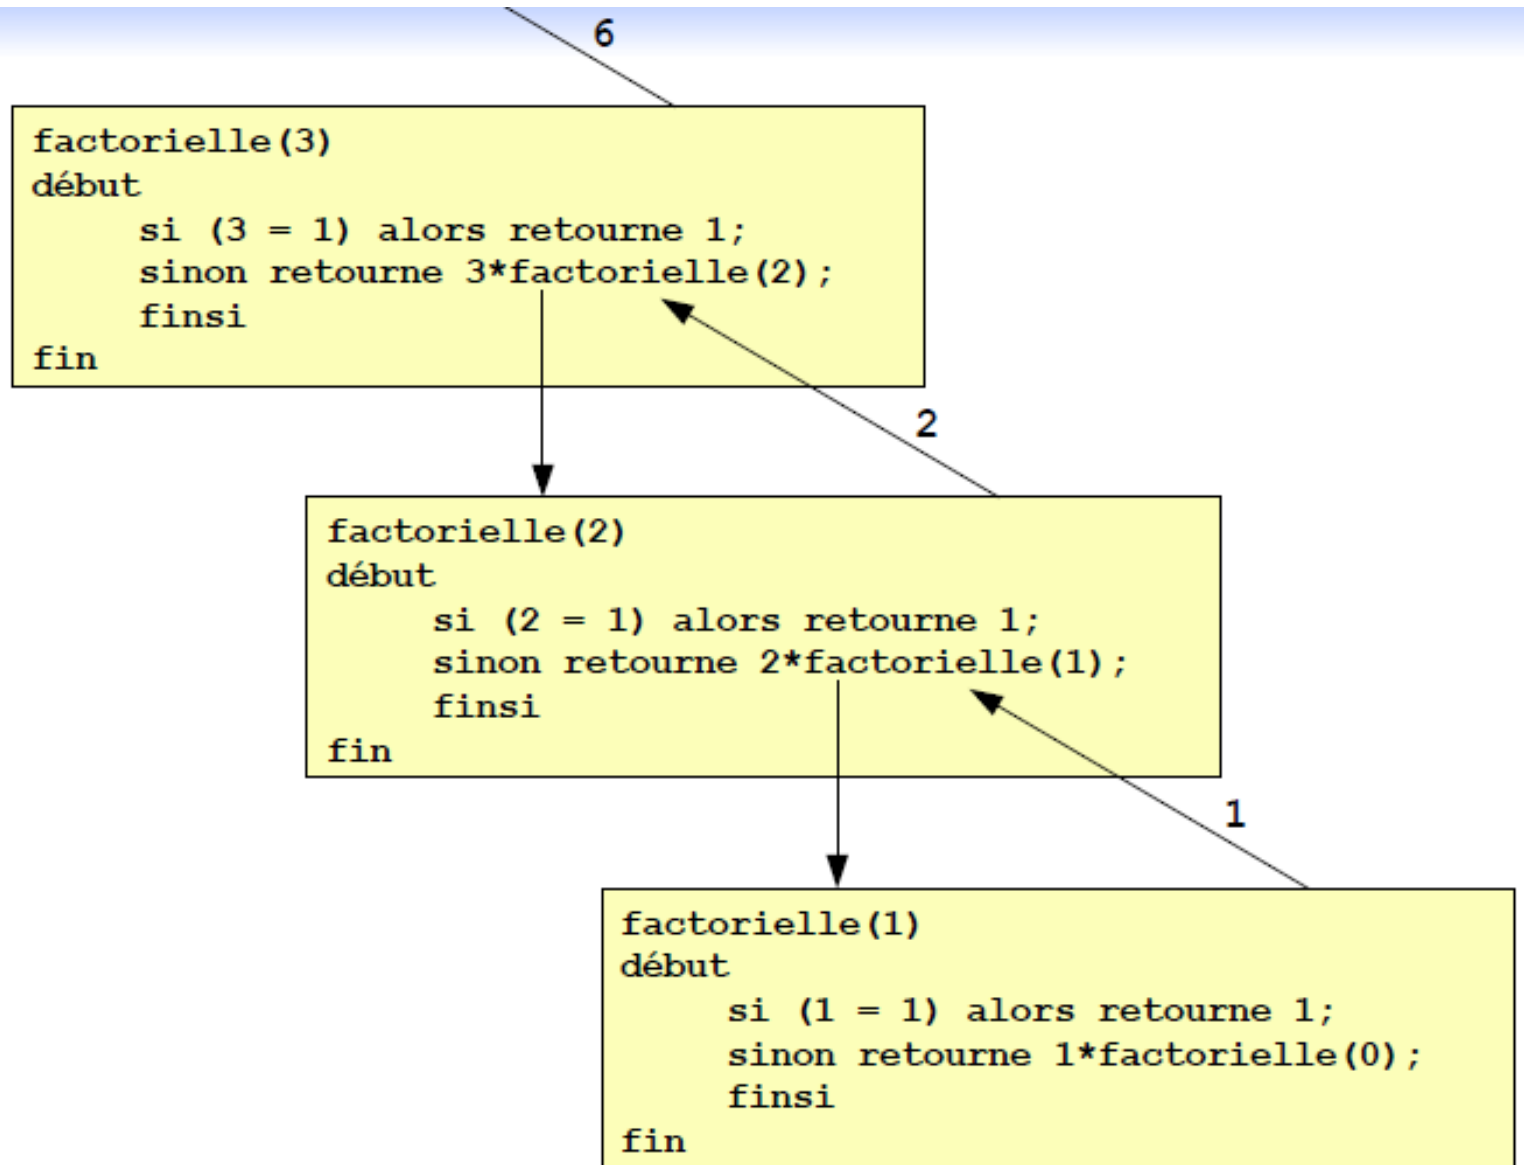 6
factorielle(3)
début
si (3 = 1) alors retourne 1;
sinon retourne 3*factorielle(2);
finsi
fin
2
factorielle(2)
début
si (2 = 1) alors retourne 1;
sinon retourne 2*factorielle(1);
finsi
fin
1
factorielle(1)
début
si (1 = 1) alors retourne 1;
sinon retourne 1*factorielle(0);
finsi
fin